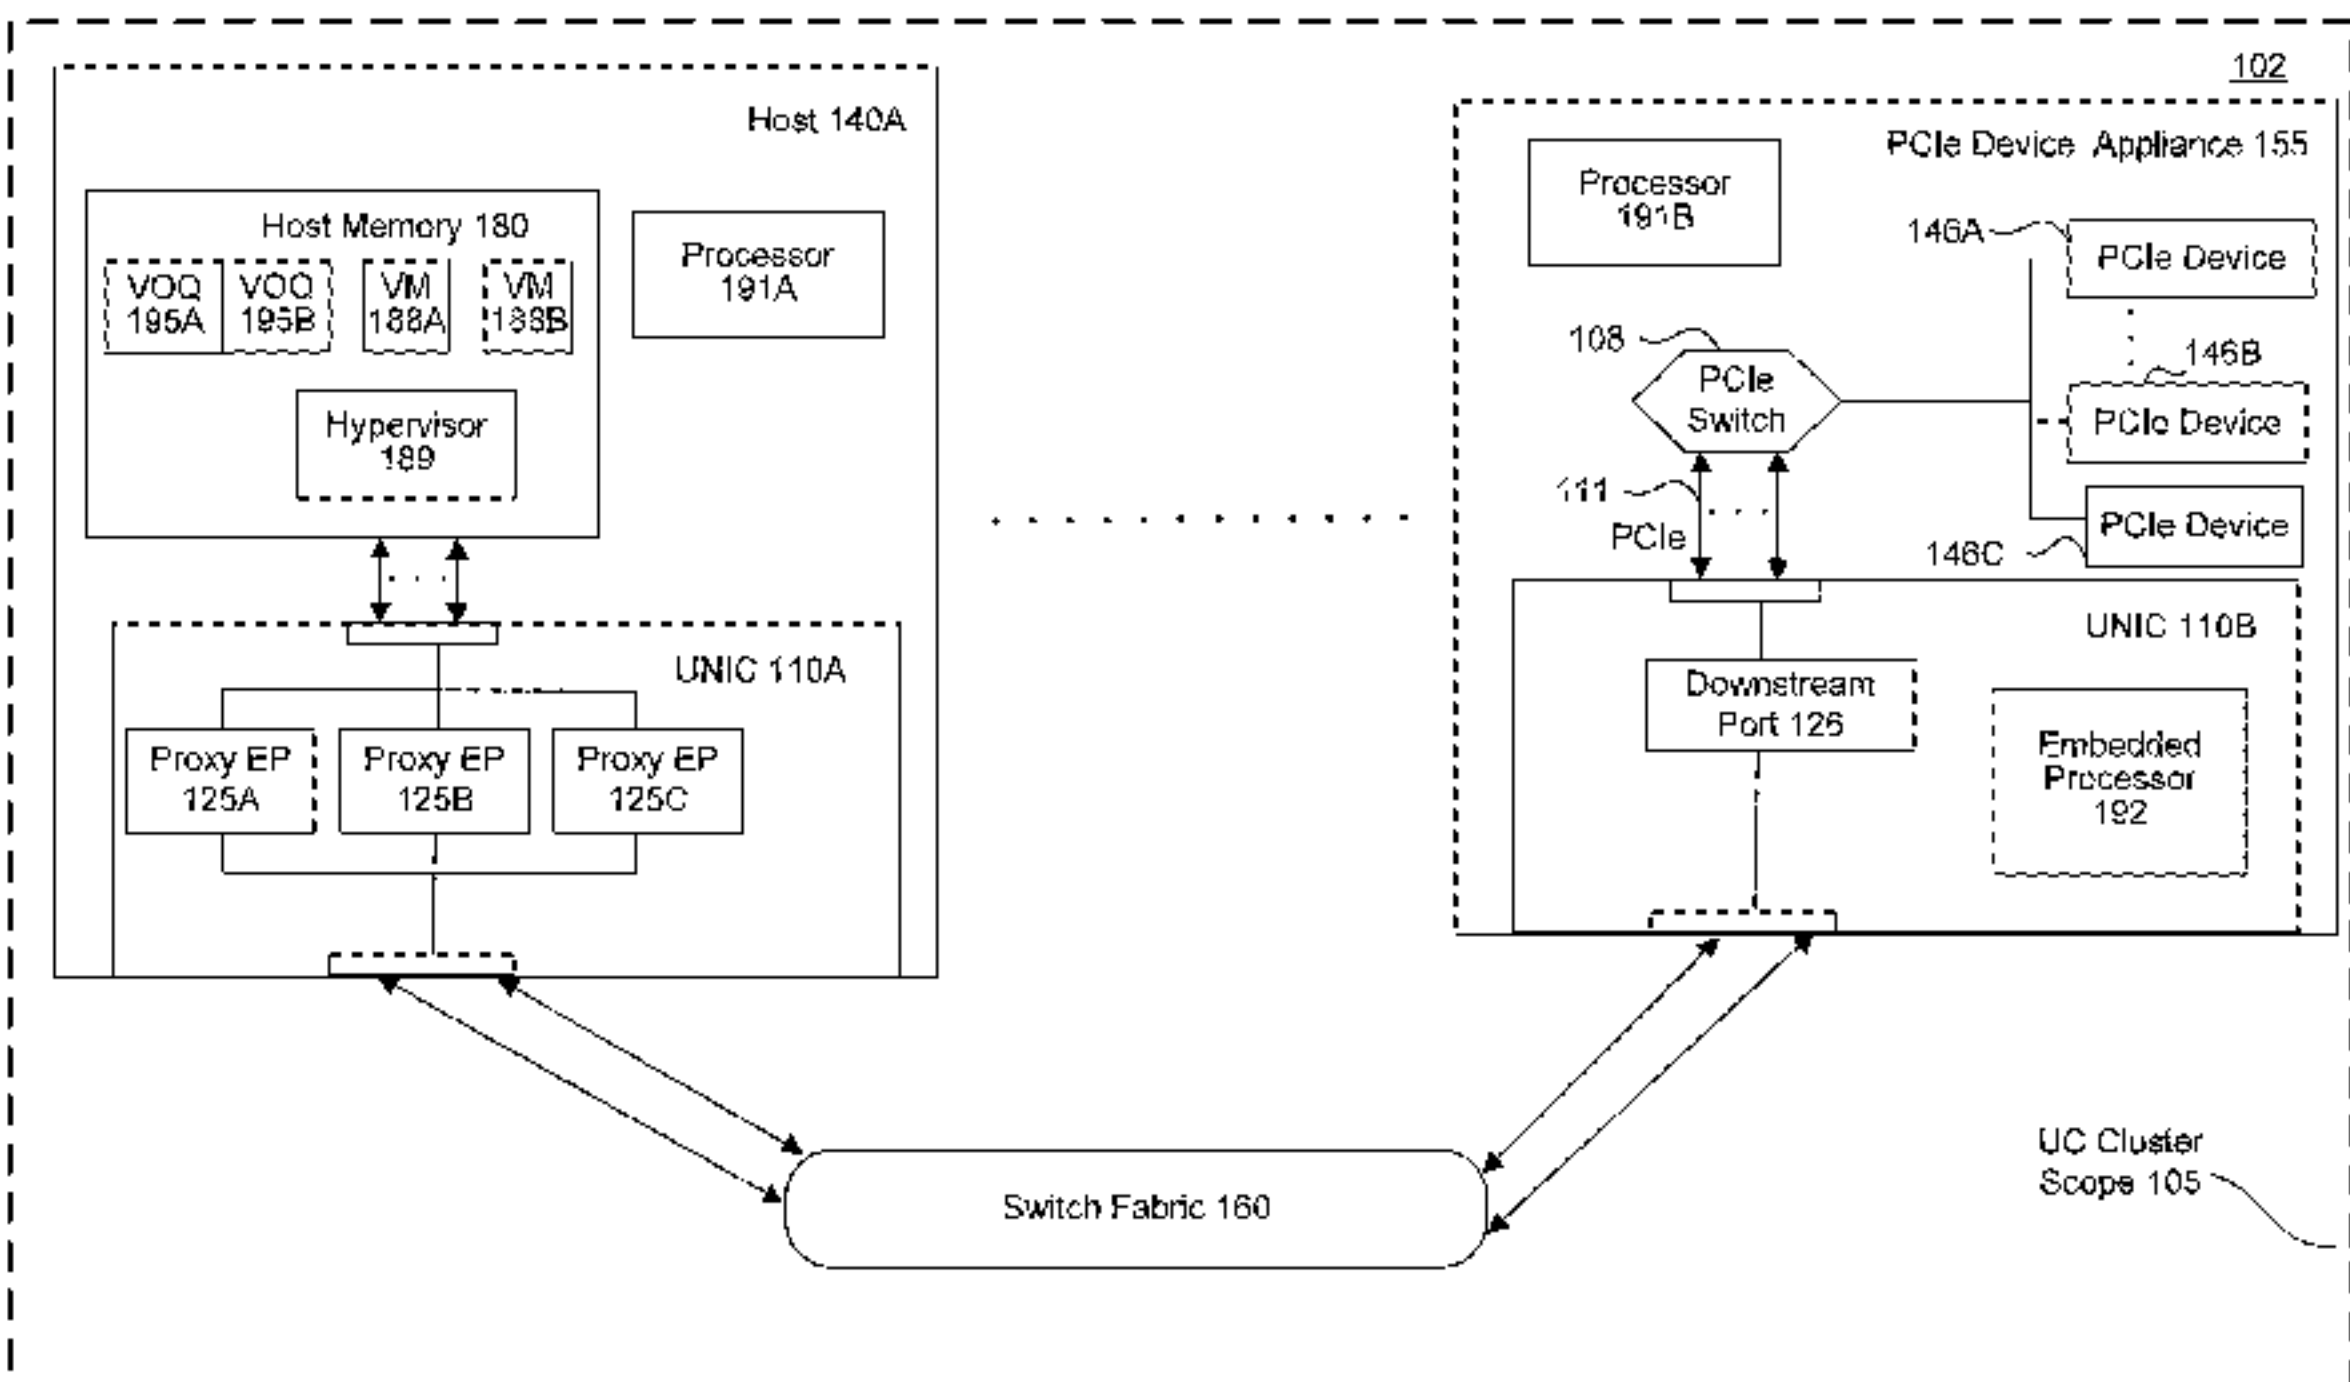 102
Host 140A
Host Memory 180
VOQ
195A
VOQ
195B
VM
188A
VM
188B
Hypervisor
189
Processor
191A
UNIC 110A
Proxy EP
125A
Proxy EP
125B
Proxy EP
125C
PCIe Device Appliance 155
Processor
191B
146A
PCIe Device
146B
PCIe Device
146C
PCIe Device
108
PCIe
Switch
111
PCIe
UNIC 110B
Downstream
Port 126
Embedded
Processor
192
Switch Fabric 160
UC Cluster
Scope 105